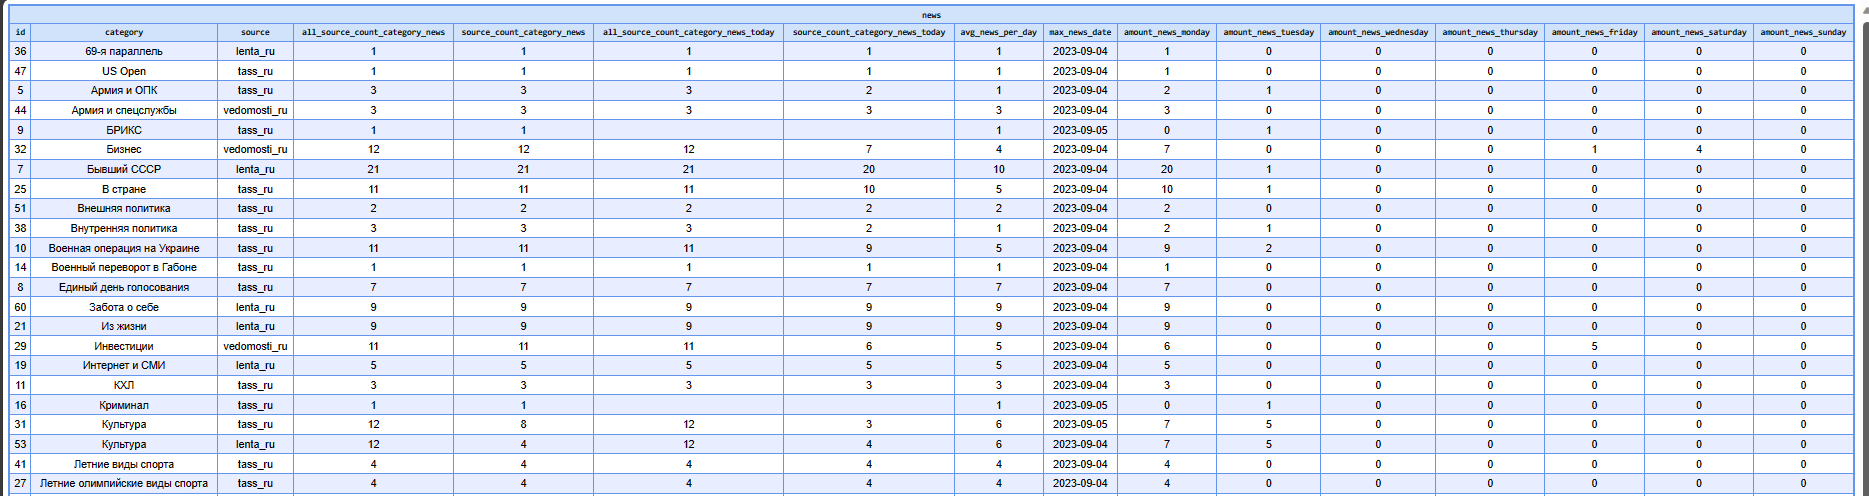 news
id category source all_source_count_category_news source_count_category_news all_source_count_category_news_today source_count_category_news_today avg_news_per_day max_news_date amount_news_monday amount_news_tuesday amount_news_wednesday amount_news_thursday amount_news_friday amount_news_saturday amount_news_sunday
36 69-я параллель lenta_ru 1 1 1 1 1 2023-09-04 1 0 0 0 0 0 0
47 US Open tass_ru 1 1 1 1 1 2023-09-04 1 0 0 0 0 0 0
5 Армия и ОПК tass_ru 3 3 3 2 1 2023-09-04 2 1 0 0 0 0 0
44 Армия и спецслужбы vedomosti_ru 3 3 3 3 3 2023-09-04 3 0 0 0 0 0 0
9 БРИКС tass_ru 1 1 1 2023-09-05 0 1 0 0 0 0 0
32 Бизнес vedomosti_ru 12 12 12 7 4 2023-09-04 7 0 0 0 1 4 0
7 Бывший СССР lenta_ru 21 21 21 20 10 2023-09-04 20 1 0 0 0 0 0
25 В стране tass_ru 11 11 11 10 5 2023-09-04 10 1 0 0 0 0 0
51 Внешняя политика tass_ru 2 2 2 2 2 2023-09-04 2 0 0 0 0 0 0
38 Внутренняя политика tass_ru 3 3 3 2 1 2023-09-04 2 1 0 0 0 0 0
10 Военная операция на Украине tass_ru 11 11 11 9 5 2023-09-04 9 2 0 0 0 0 0
14 Военный переворот в Габоне tass_ru 1 1 1 1 1 2023-09-04 1 0 0 0 0 0 0
8 Единый день голосования tass_ru 7 7 7 7 7 2023-09-04 7 0 0 0 0 0 0
60 Забота о себе lenta_ru 9 9 9 9 9 2023-09-04 9 0 0 0 0 0 0
21 Из жизни lenta_ru 9 9 9 9 9 2023-09-04 9 0 0 0 0 0 0
29 Инвестиции vedomosti_ru 11 11 11 6 5 2023-09-04 6 0 0 0 5 0 0
19 Интернет и СМИ lenta_ru 5 5 5 5 5 2023-09-04 5 0 0 0 0 0 0
11 КХЛ tass_ru 3 3 3 3 3 2023-09-04 3 0 0 0 0 0 0
16 Криминал tass_ru 1 1 1 2023-09-05 0 1 0 0 0 0 0
31 Культура tass_ru 12 8 12 3 6 2023-09-05 7 5 0 0 0 0 0
53 Культура lenta_ru 12 4 12 4 6 2023-09-04 7 5 0 0 0 0 0
41 Летние виды спорта tass_ru 4 4 4 4 4 2023-09-04 4 0 0 0 0 0 0
27 Летние олимпийские виды спорта tass_ru 4 4 4 4 4 2023-09-04 4 0 0 0 0 0 0